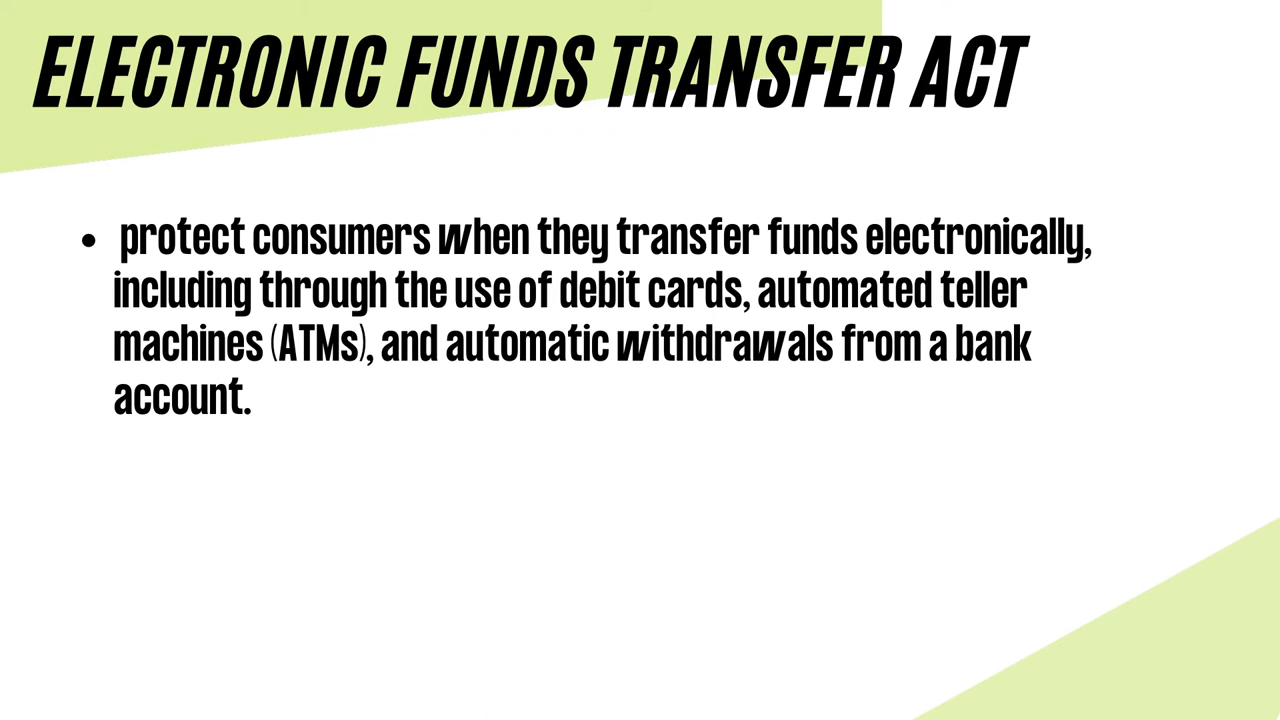 ELECTRONIC FUNDS TRANSFER ACT
• protect consumers when they transfer funds electronically,
including through the use of debit cards, automated teller
machines (ATMs), and automatic withdrawals from a bank
account.